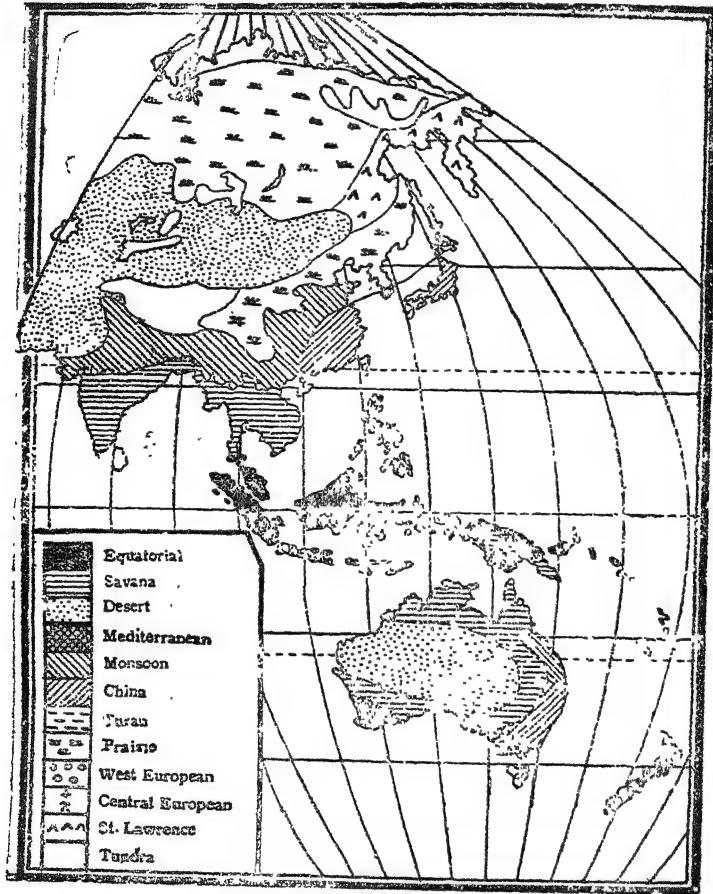 Equatorial
Savana
Desert
Mediterranean
Monsoon
China
Turan
Prairie
West European
Central European
St. Lawrence
Tundra